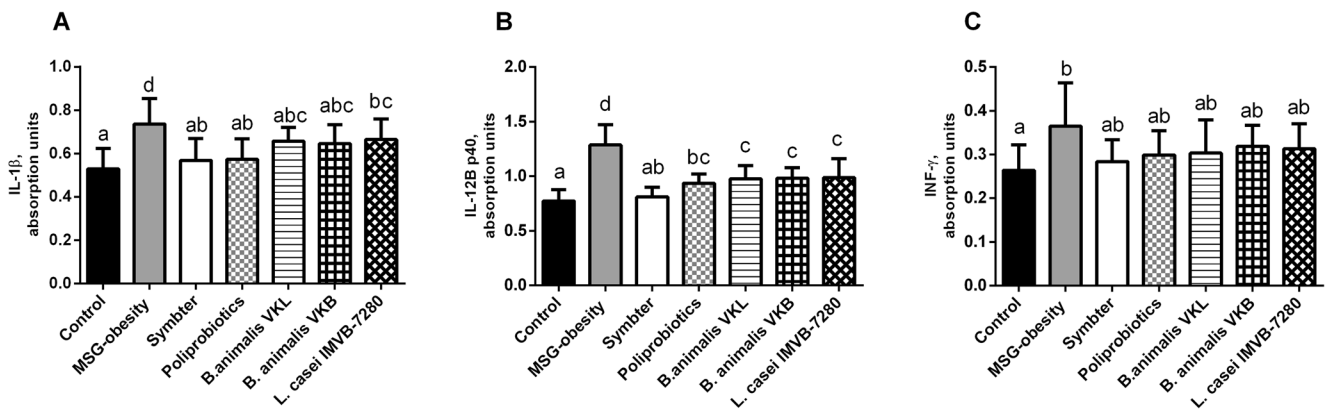 A
IL-1β,
absorption units
1.0
0.8
0.6
0.4
0.2
0.0
a
d
ab
ab
abc
abc
bc
Control
MSG-obesity
Symbter
Poliprobiotics
B.animalis VKL
B. animalis VKB
L. casei IMVB-7280
B
IL-12B p40,
absorption units
2.0
1.5
1.0
0.5
0.0
a
d
ab
bc
c
c
c
Control
MSG-obesity
Symbter
Poliprobiotics
B.animalis VKL
B. animalis VKB
L. casei IMVB-7280
C
INF-γ,
absorption units
0.5
0.4
0.3
0.2
0.1
0.0
a
b
ab
ab
ab
ab
ab
Control
MSG-obesity
Symbter
Poliprobiotics
B.animalis VKL
B. animalis VKB
L. casei IMVB-7280